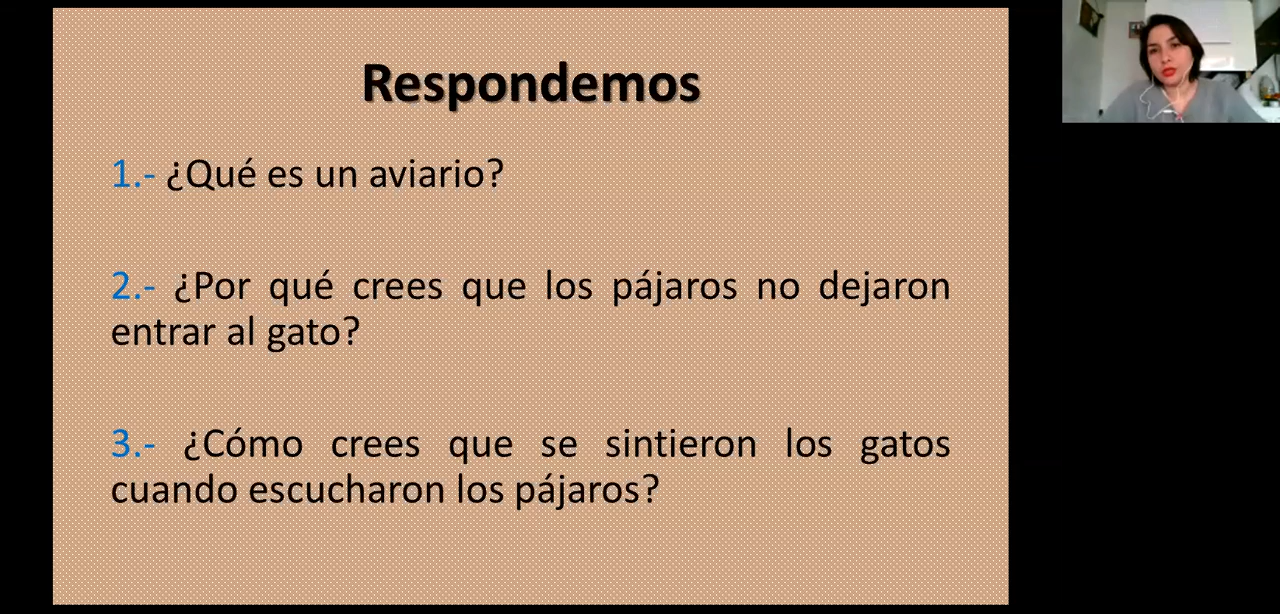 Respondemos
1.- ¿Qué es un aviario?
2.- ¿Por qué crees que los pájaros no dejaron
entrar al gato?
3.- ¿Cómo crees que se sintieron los gatos
cuando escucharon los pájaros?